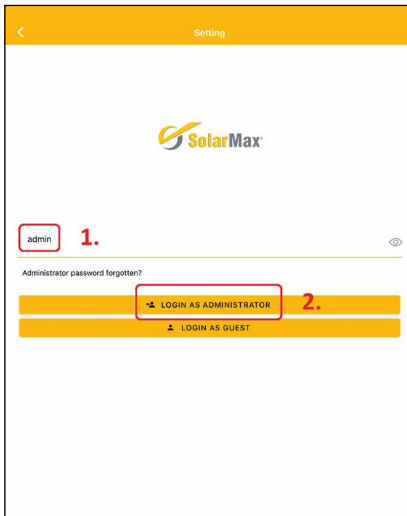 Setting
SolarMax
admin 1.
Administrator password forgotten?
LOGIN AS ADMINISTRATOR 2.
LOGIN AS GUEST